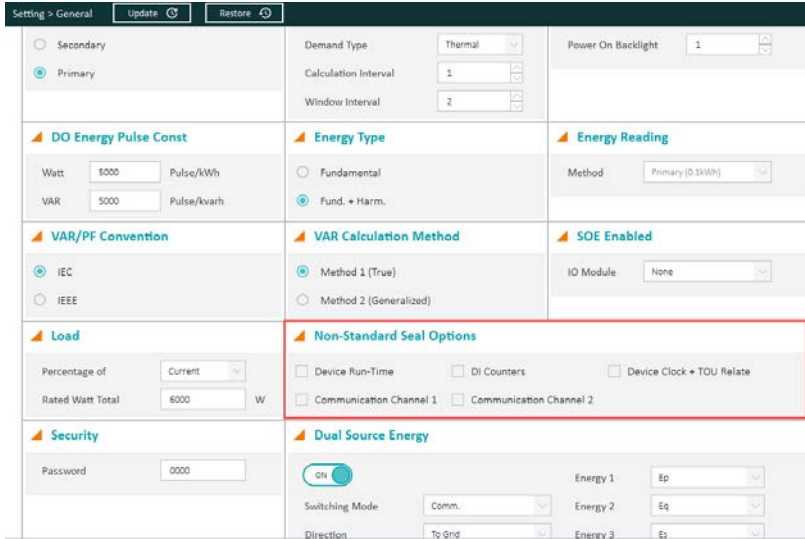 Setting > General Update Restore
Secondary
Primary
Demand Type Thermal
Calculation Interval 1
Window Interval 2
Power On Backlight 1
DO Energy Pulse Const
Watt 5000 Pulse/kWh
VAR 5000 Pulse/kvarh
Energy Type
Fundamental
Fund. + Harm.
Energy Reading
Method Primary (0.1kWh)
VAR/PF Convention
IEC
IEEE
VAR Calculation Method
Method 1 (True)
Method 2 (Generalized)
SOE Enabled
IO Module None
Load
Percentage of Current
Rated Watt Total 6000 W
Non-Standard Seal Options
Device Run-Time DI Counters Device Clock + TOU Relate
Communication Channel 1 Communication Channel 2
Security
Password 0000
Dual Source Energy
ON
Switching Mode Comm.
Direction To Grid
Energy 1 Ep
Energy 2 Eq
Energy 3 Es